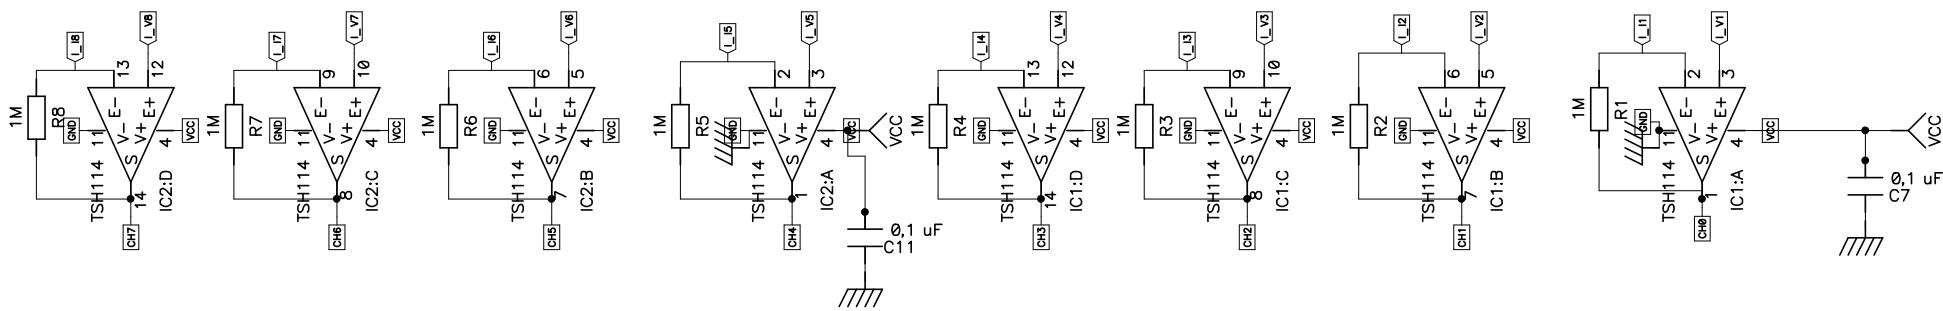 I_I8
I_V8
13
12
1M
R8
E-
E+
GND
11
V-
V+
4
VCC
S
TSH114
14
IC2:D
CH7
I_I7
I_V7
9
10
1M
R7
E-
E+
GND
11
V-
V+
4
VCC
S
TSH114
8
IC2:C
CH6
I_I6
I_V6
6
5
1M
R6
E-
E+
GND
11
V-
V+
4
VCC
S
TSH114
7
IC2:B
CH5
I_I5
I_V5
2
3
1M
R5
E-
E+
GND
11
V-
V+
4
VCC
VCC
S
TSH114
1
IC2:A
CH4
0,1 uF
C11
I_I4
I_V4
13
12
1M
R4
E-
E+
GND
11
V-
V+
4
VCC
S
TSH114
14
IC1:D
CH3
I_I3
I_V3
9
10
1M
R3
E-
E+
GND
11
V-
V+
4
VCC
S
TSH114
8
IC1:C
CH2
I_I2
I_V2
6
5
1M
R2
E-
E+
GND
11
V-
V+
4
VCC
S
TSH114
7
IC1:B
CH1
I_I1
I_V1
2
3
1M
R1
E-
E+
GND
11
V-
V+
4
VCC
VCC
S
TSH114
1
IC1:A
CH0
0,1 uF
C7